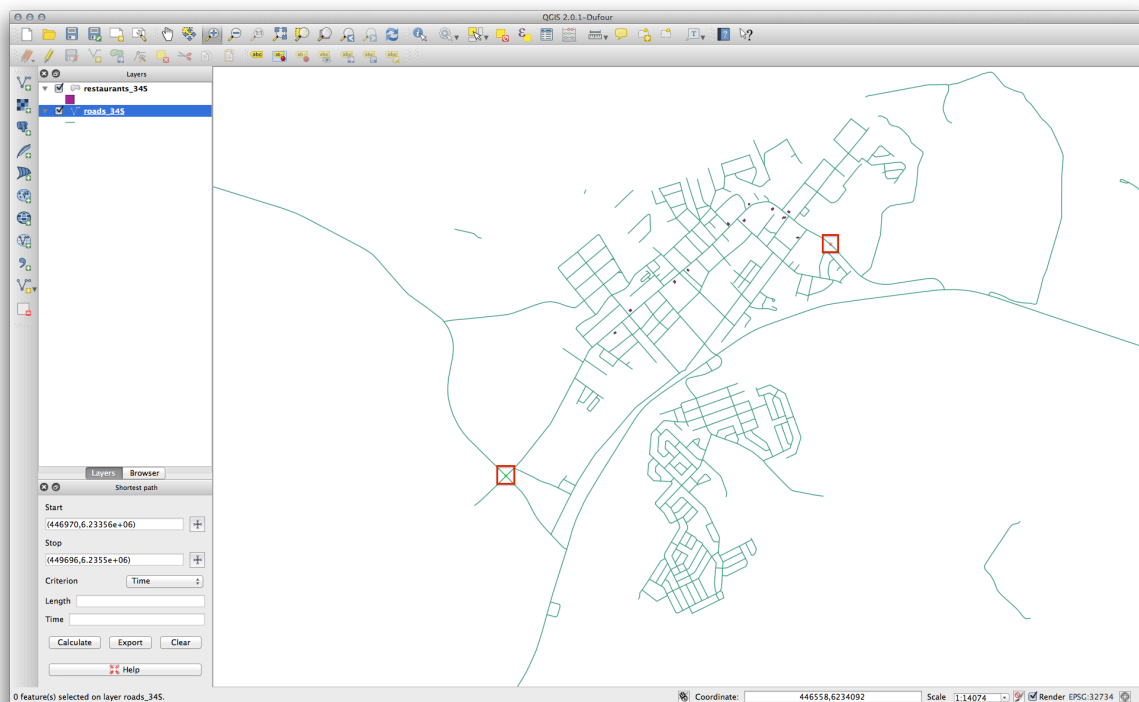 QGIS 2.0.1-Dufour
Layers
restaurants_34S
roads_34S
Layers Browser
Shortest path
Start
(446970,6.23356e+06)
Stop
(449696,6.2355e+06)
Criterion Time
Length
Time
Calculate Export Clear
Help
0 feature(s) selected on layer roads_34S.
Coordinate: 446558,6234092 Scale 1:14074 Render EPSG:32734